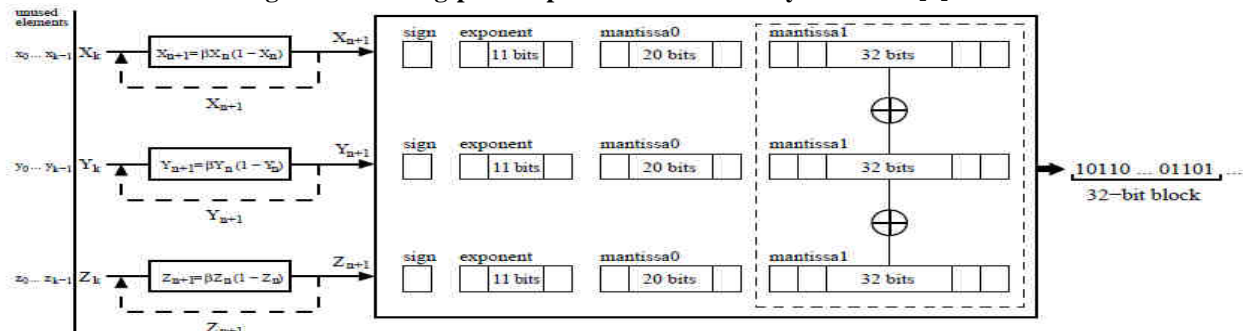 unused
elements
x₀... xₖ₋₁ Xₖ
Xₙ₊₁=βXₙ(1−Xₙ)
Xₙ₊₁
Xₙ₊₁
sign exponent mantissa0 mantissa1
11 bits 20 bits 32 bits
y₀... yₖ₋₁ Yₖ
Yₙ₊₁=βYₙ(1−Yₙ)
Yₙ₊₁
Yₙ₊₁
sign exponent mantissa0 mantissa1
11 bits 20 bits 32 bits
10110 ... 01101 ...
32−bit block
z₀... zₖ₋₁ Zₖ
Zₙ₊₁=βZₙ(1−Zₙ)
Zₙ₊₁
Zₙ₊₁
sign exponent mantissa0 mantissa1
11 bits 20 bits 32 bits